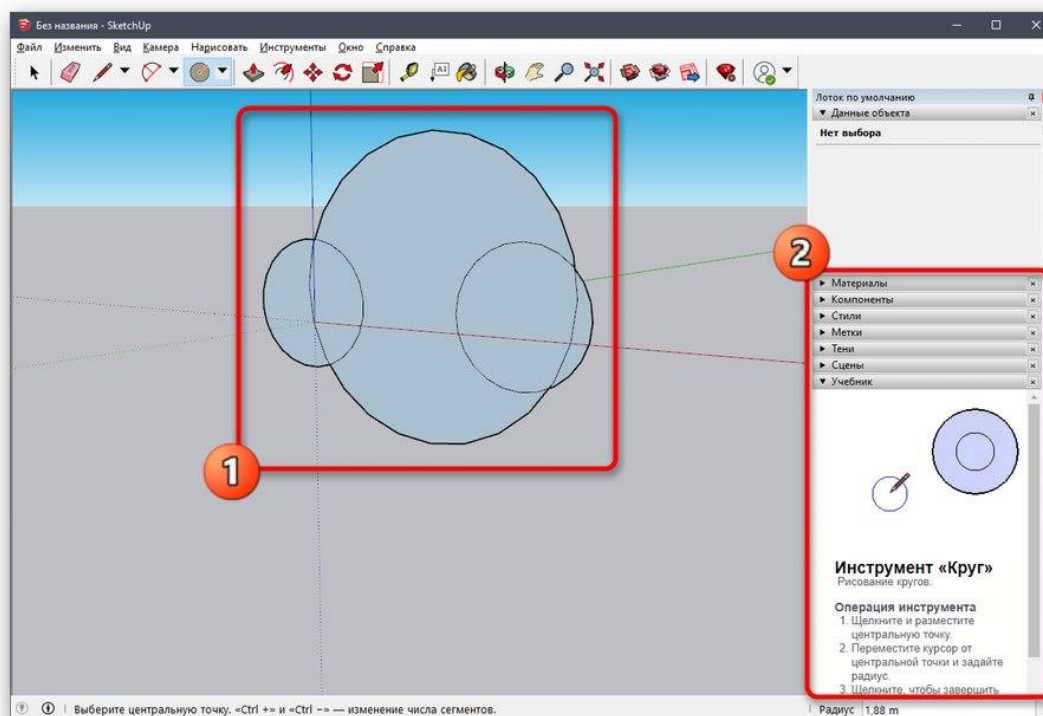 Без названия - SketchUp
Файл Изменить Вид Камера Нарисовать Инструменты Окно Справка
A1
Лоток по умолчанию
Данные объекта
Нет выбора
1
2
Материалы
Компоненты
Стили
Метки
Тени
Сцены
Учебник
Инструмент «Круг»
Рисование кругов.
Операция инструмента
1. Щелкните и разместите
центральную точку.
2. Переместите курсор от
центральной точки и задайте
радиус.
3. Щелкните, чтобы завершить
Выберите центральную точку. «Ctrl +» и «Ctrl −» — изменение числа сегментов.
Радиус 1,88 m